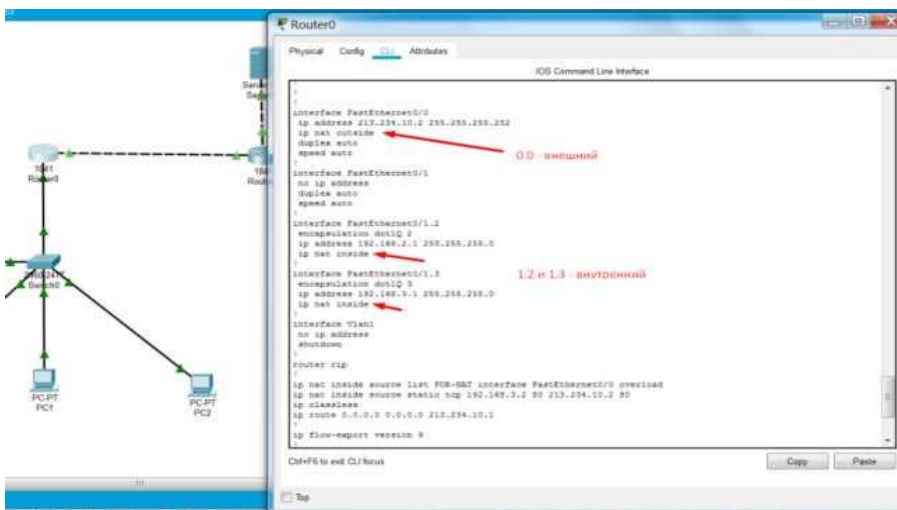 Router0
Physical Config CLI Attributes
IOS Command Line Interface
!
!
!
interface FastEthernet0/0
ip address 213.234.10.2 255.255.255.252
ip nat outside
duplex auto
speed auto
!
0.0 - внешний
interface FastEthernet0/1
no ip address
duplex auto
speed auto
!
interface FastEthernet0/1.2
encapsulation dot1Q 2
ip address 192.168.2.1 255.255.255.0
ip nat inside
!
1.2 и 1.3 - внутренний
interface FastEthernet0/1.3
encapsulation dot1Q 3
ip address 192.168.3.1 255.255.255.0
ip nat inside
!
interface Vlan1
no ip address
shutdown
!
router rip
!
ip nat inside source list FOR-NAT interface FastEthernet0/0 overload
ip nat inside source static tcp 192.168.3.2 80 213.234.10.2 80
ip classless
ip route 0.0.0.0 0.0.0.0 213.234.10.1
!
ip flow-export version 9
!
Ctrl+F6 to exit CLI focus
Copy Paste
Top
1841
Router0
2960-24TT
Switch0
PC-PT
PC1
PC-PT
PC2